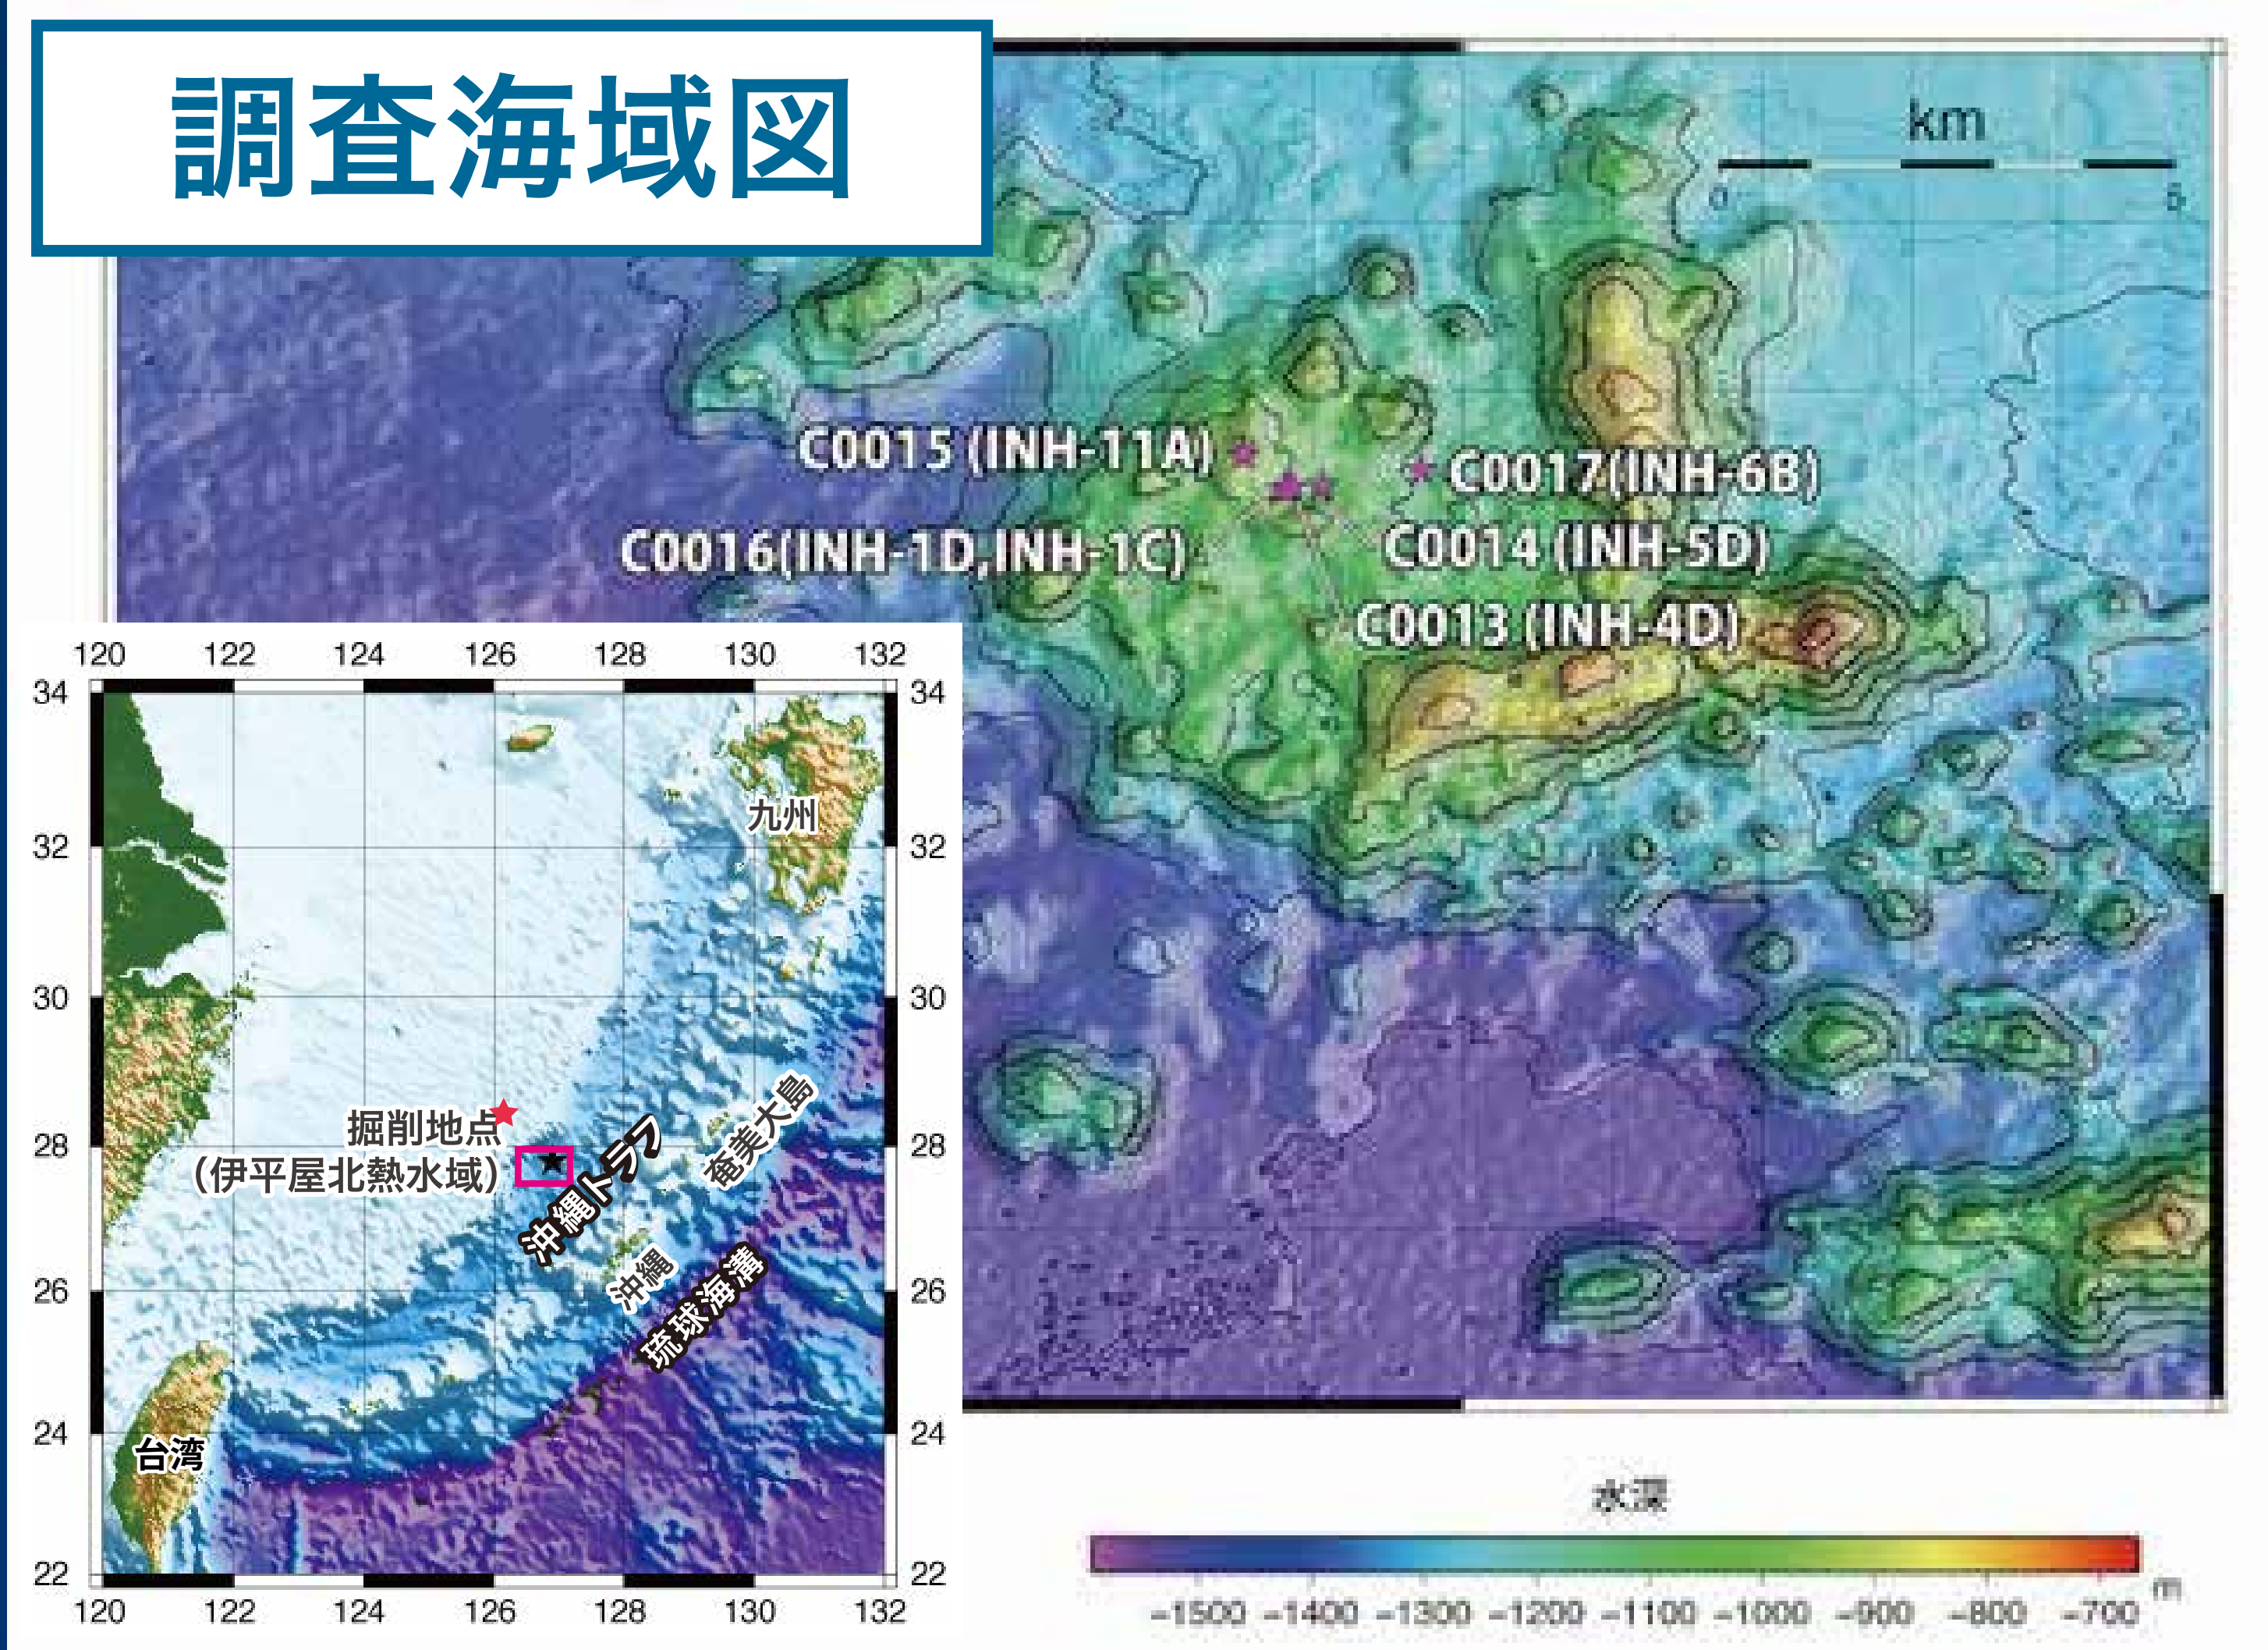 調査海域図
km
0 5
C0015 (INH-11A)
C0017(INH-6B)
C0016(INH-1D,INH-1C)
C0014 (INH-5D)
C0013 (INH-4D)
120 122 124 126 128 130 132
34 34
九州
32 32
30 30
掘削地点
(伊平屋北熱水域)
28 28
奄美大島
沖縄トラフ
沖縄
26 26
琉球海溝
24 24
台湾
22 22
120 122 124 126 128 130 132
水深
-1500 -1400 -1300 -1200 -1100 -1000 -900 -800 -700 m